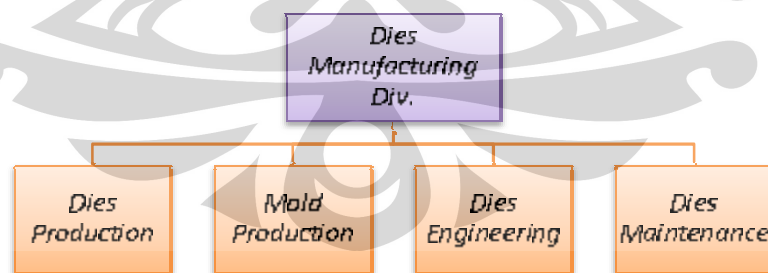 Dies
Manufacturing
Div.
Dies
Production
Mold
Production
Dies
Engineering
Dies
Maintenance